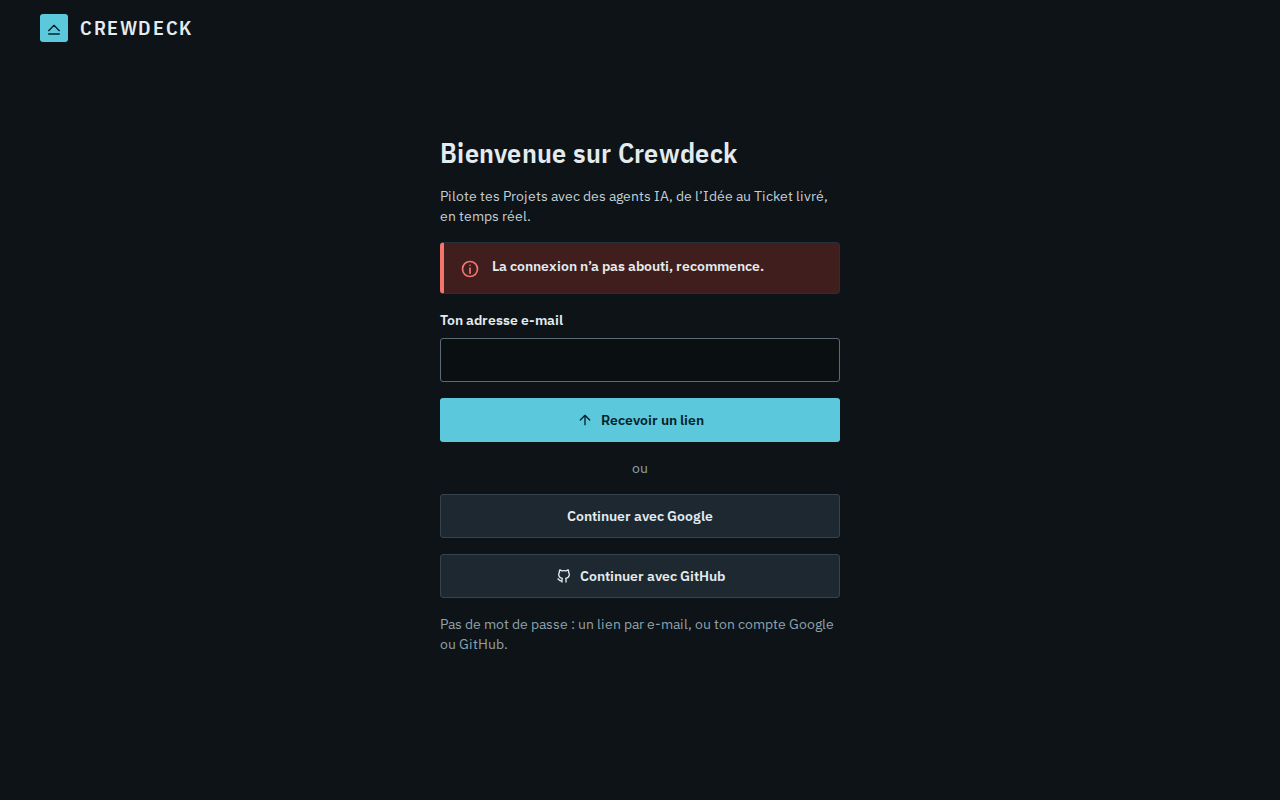 CREWDECK
Bienvenue sur Crewdeck
Pilote tes Projets avec des agents IA, de l’Idée au Ticket livré,
en temps réel.
La connexion n’a pas abouti, recommence.
Ton adresse e-mail
Recevoir un lien
ou
Continuer avec Google
Continuer avec GitHub
Pas de mot de passe : un lien par e-mail, ou ton compte Google
ou GitHub.